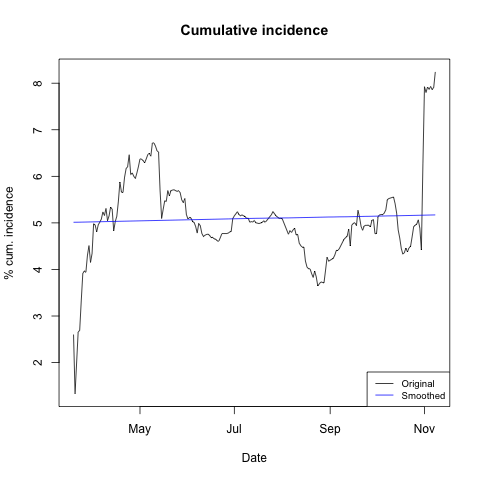 Cumulative incidence
% cum. incidence
8
7
6
5
4
3
2
May
Jul
Sep
Nov
Date
Original
Smoothed